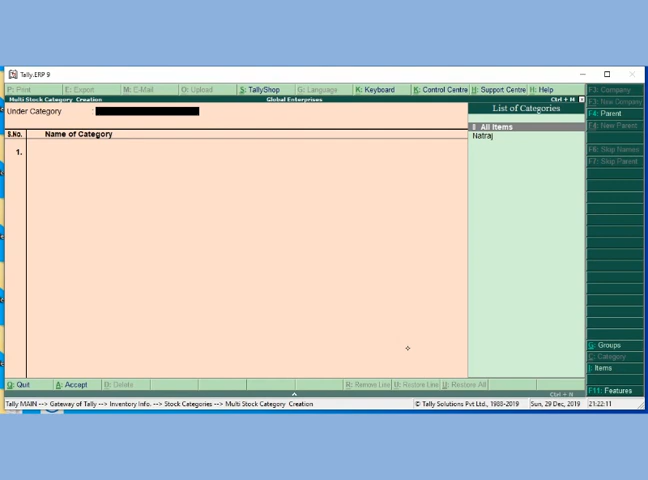 Tally.ERP 9
P: Print E: Export M: E-Mail O: Upload S: TallyShop G: Language K: Keyboard K: Control Centre H: Support Centre H: Help
Multi Stock Category Creation Global Enterprises Ctrl + M
Under Category :
List of Categories
S.No. Name of Category
1.
All Items
Natraj
F3: Company
F3: New Company
F4: Parent
F4: New Parent
F6: Skip Names
F7: Skip Parent
G: Groups
C: Category
I: Items
F11: Features
Q: Quit A: Accept D: Delete R: Remove Line U: Restore Line U: Restore All
Ctrl + N
Tally MAIN --> Gateway of Tally --> Inventory Info. --> Stock Categories --> Multi Stock Category Creation © Tally Solutions Pvt Ltd., 1988-2019 Sun, 29 Dec, 2019 21:22:11